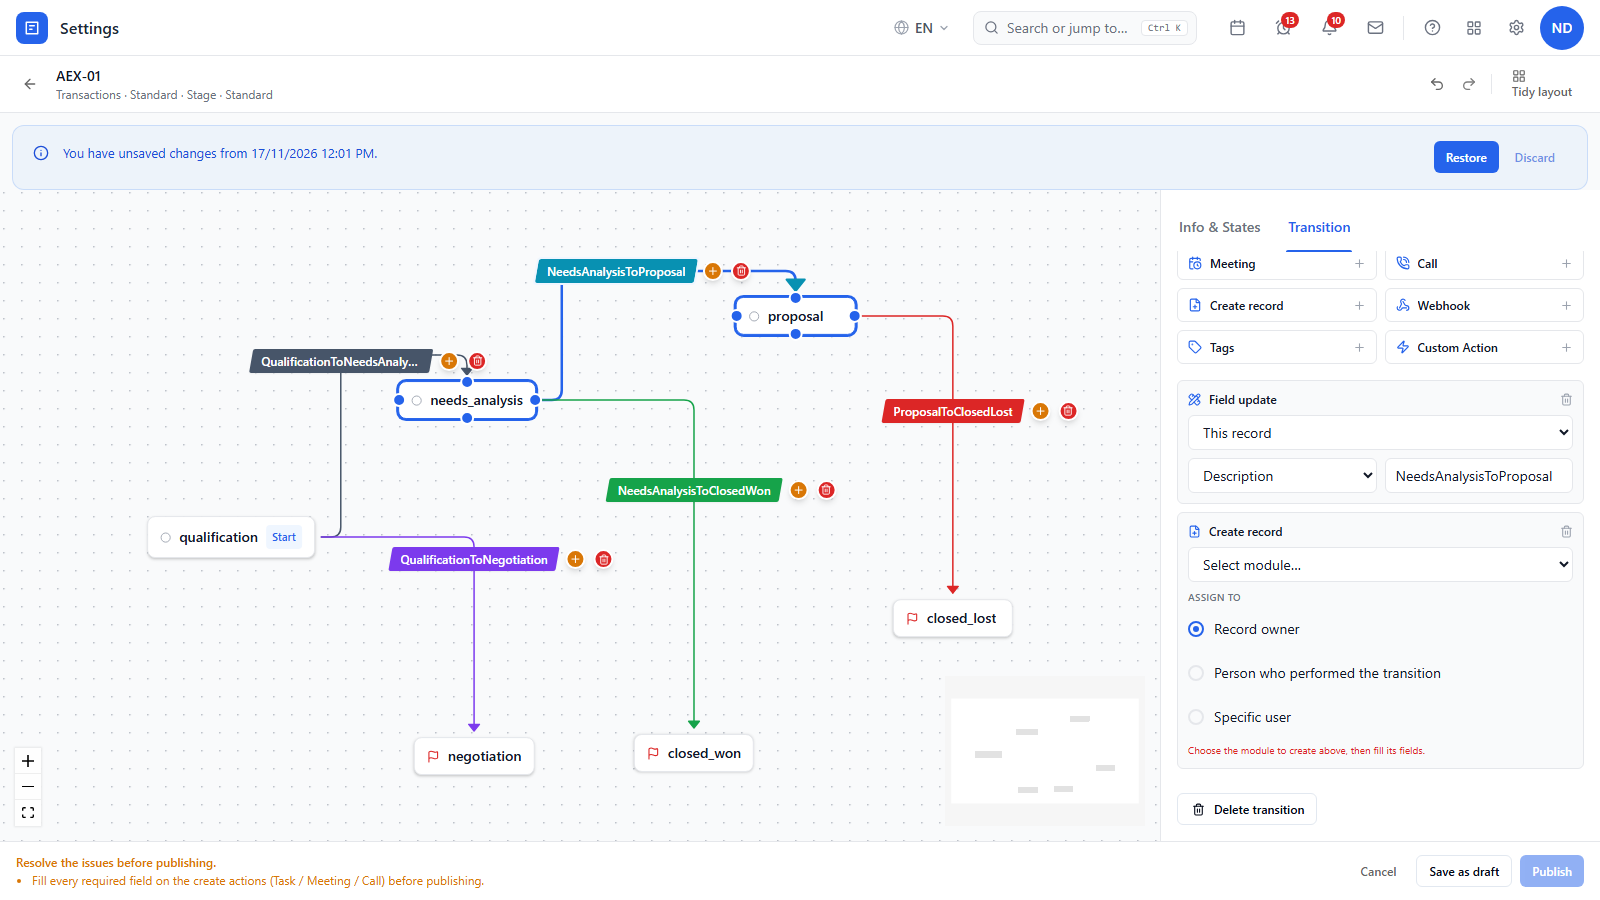 Settings
EN
Search or jump to...
Ctrl K
13
10
ND
AEX-01
Transactions · Standard · Stage · Standard
Tidy layout
You have unsaved changes from 17/11/2026 12:01 PM.
Restore
Discard
Info & States
Transition
NeedsAnalysisToProposal
proposal
QualificationToNeedsAnaly...
needs_analysis
ProposalToClosedLost
NeedsAnalysisToClosedWon
qualification
Start
QualificationToNegotiation
closed_lost
negotiation
closed_won
Meeting
Call
Create record
Webhook
Tags
Custom Action
Field update
This record
Description
NeedsAnalysisToProposal
Create record
Select module...
ASSIGN TO
Record owner
Person who performed the transition
Specific user
Choose the module to create above, then fill its fields.
Delete transition
Resolve the issues before publishing.
• Fill every required field on the create actions (Task / Meeting / Call) before publishing.
Cancel
Save as draft
Publish